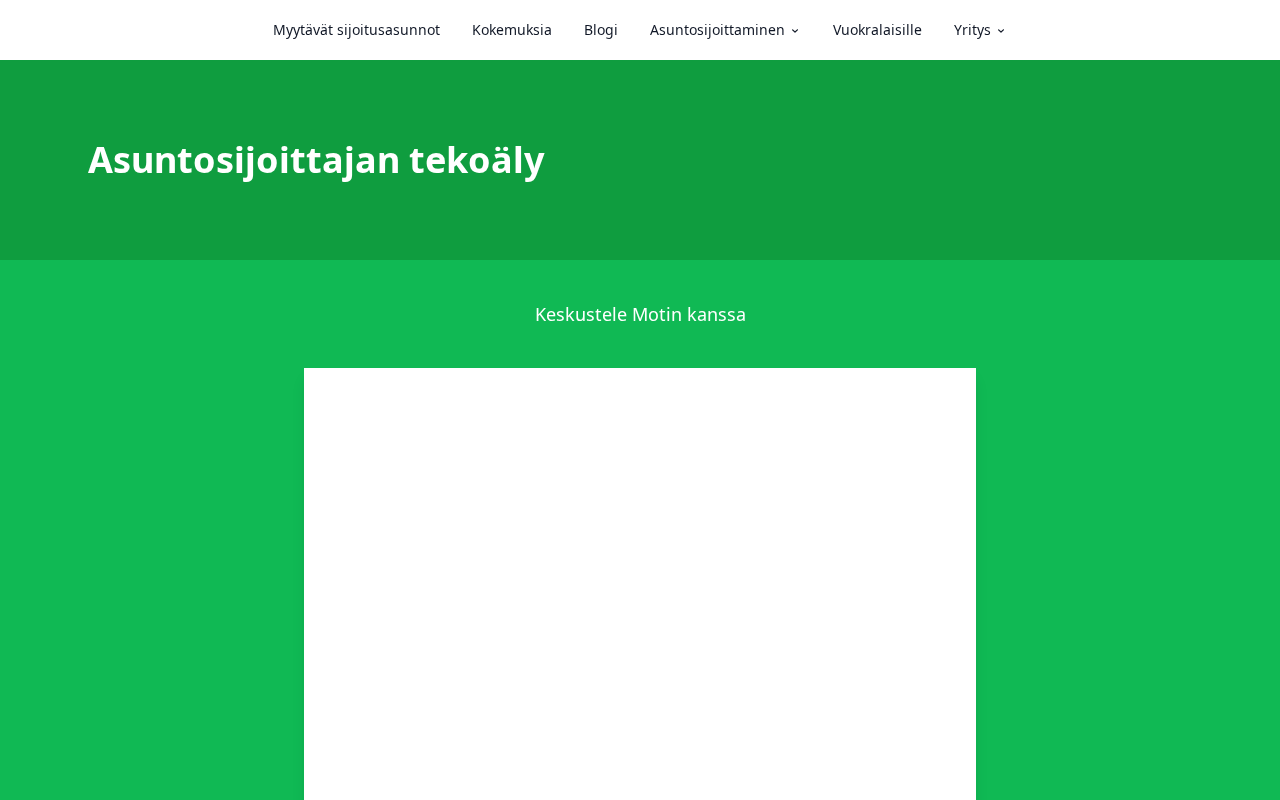 Myytävät sijoitusasunnot Kokemuksia Blogi Asuntosijoittaminen Vuokralaisille Yritys
Asuntosijoittajan tekoäly
Keskustele Motin kanssa